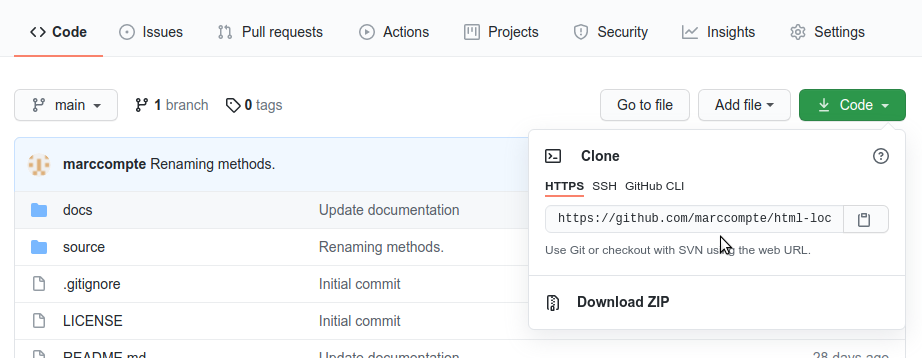 Code Issues Pull requests Actions Projects Security Insights Settings
main 1 branch 0 tags Go to file Add file Code
marccompte Renaming methods.
Clone
HTTPS SSH GitHub CLI
docs Update documentation
https://github.com/marccompte/html-loc
source Renaming methods.
Use Git or checkout with SVN using the web URL.
.gitignore Initial commit
Download ZIP
LICENSE Initial commit
README.md Update documentation 28 days ago